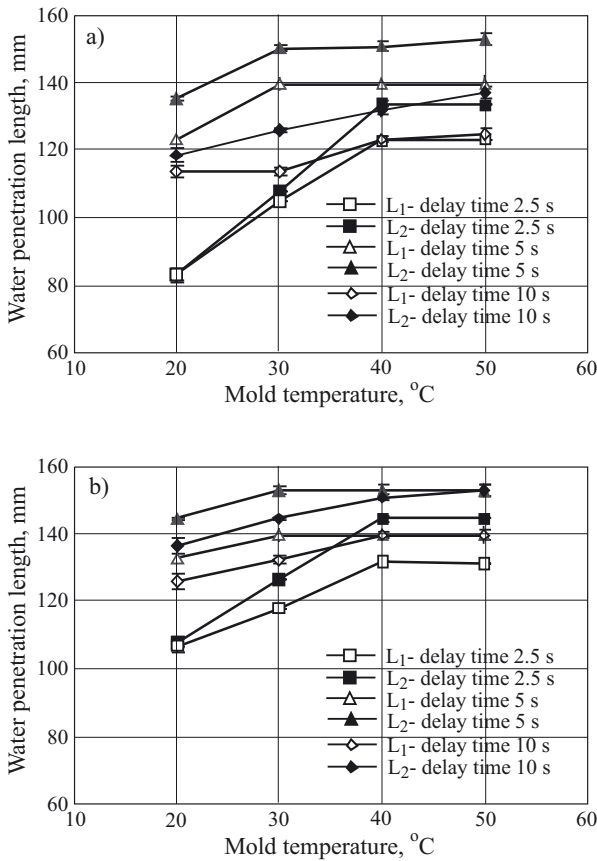 a)
Water penetration length, mm
160
140
120
100
80
60
10 20 30 40 50 60
Mold temperature, °C
L1- delay time 2.5 s
L2- delay time 2.5 s
L1- delay time 5 s
L2- delay time 5 s
L1- delay time 10 s
L2- delay time 10 s
b)
Water penetration length, mm
160
140
120
100
80
60
10 20 30 40 50 60
Mold temperature, °C
L1- delay time 2.5 s
L2- delay time 2.5 s
L1- delay time 5 s
L2- delay time 5 s
L1- delay time 10 s
L2- delay time 10 s